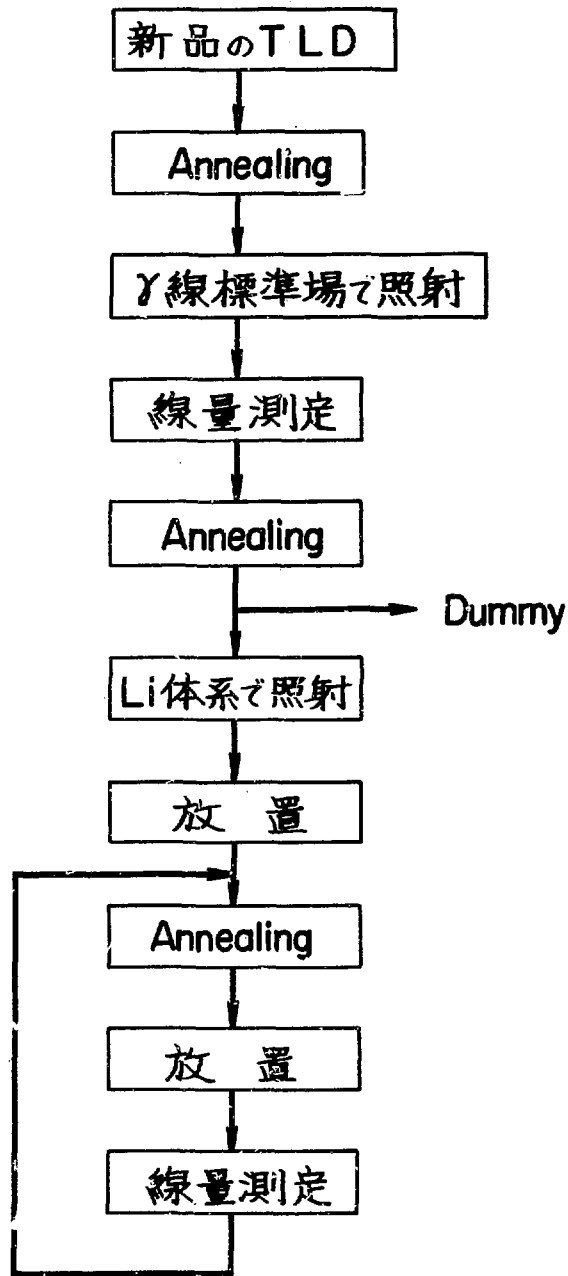 新品のTLD
Annealing
γ線標準場で照射
線量測定
Annealing
Dummy
Li体系で照射
放 置
Annealing
放 置
線量測定